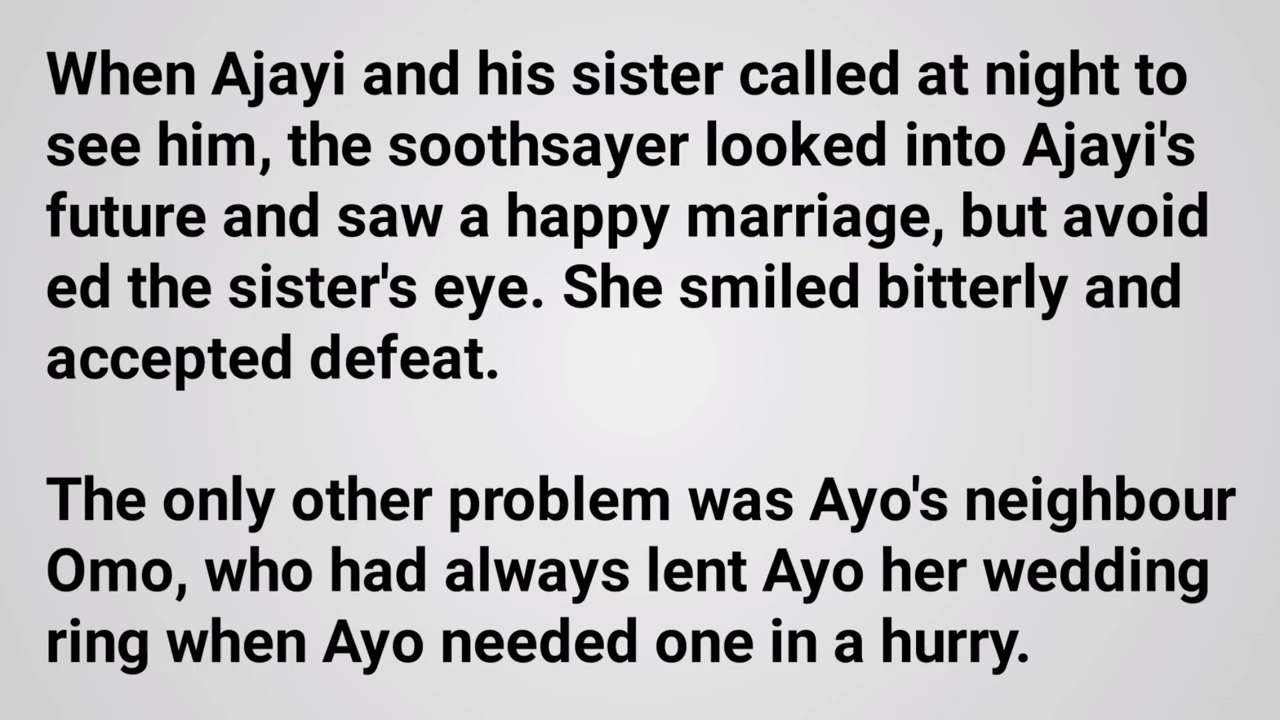 When Ajayi and his sister called at night to
see him, the soothsayer looked into Ajayi's
future and saw a happy marriage, but avoid
ed the sister's eye. She smiled bitterly and
accepted defeat.
The only other problem was Ayo's neighbour
Omo, who had always lent Ayo her wedding
ring when Ayo needed one in a hurry.